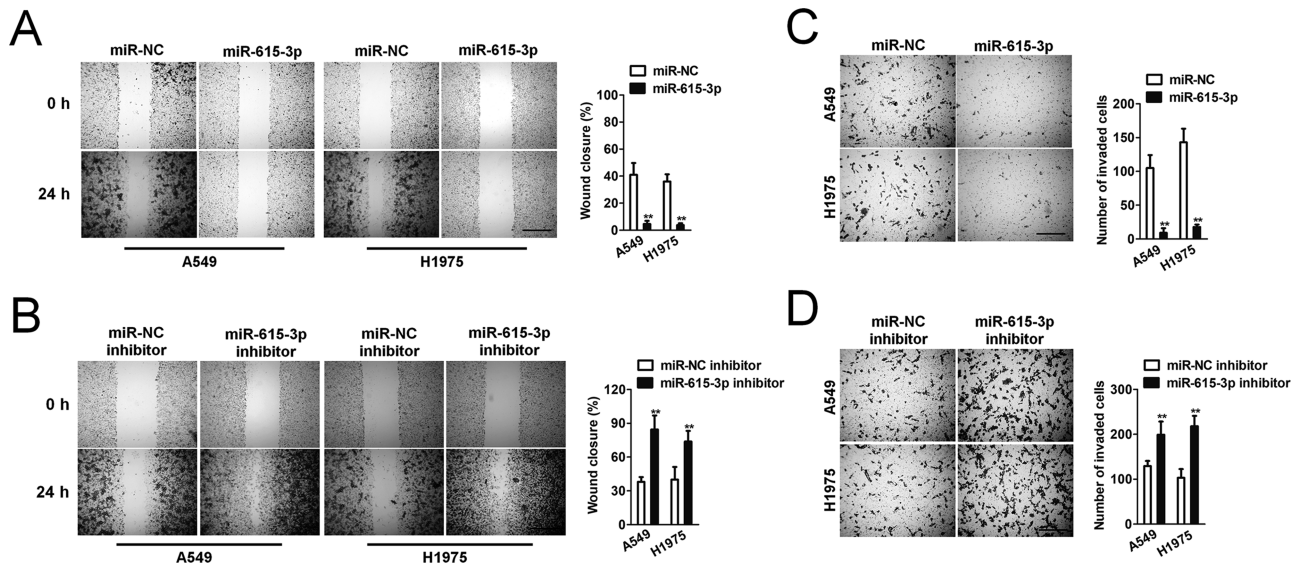 A
miR-NC miR-615-3p miR-NC miR-615-3p
0 h
24 h
A549 H1975
miR-NC
miR-615-3p
Wound closure (%)
100
80
60
40
20
0
** **
A549 H1975
B
miR-NC inhibitor miR-615-3p inhibitor miR-NC inhibitor miR-615-3p inhibitor
0 h
24 h
A549 H1975
miR-NC inhibitor
miR-615-3p inhibitor
Wound closure (%)
120
90
60
30
0
** **
A549 H1975
C
miR-NC miR-615-3p
A549
H1975
miR-NC
miR-615-3p
Number of invaded cells
200
150
100
50
0
** **
A549 H1975
D
miR-NC inhibitor miR-615-3p inhibitor
A549
H1975
miR-NC inhibitor
miR-615-3p inhibitor
Number of invaded cells
300
200
100
0
** **
A549 H1975